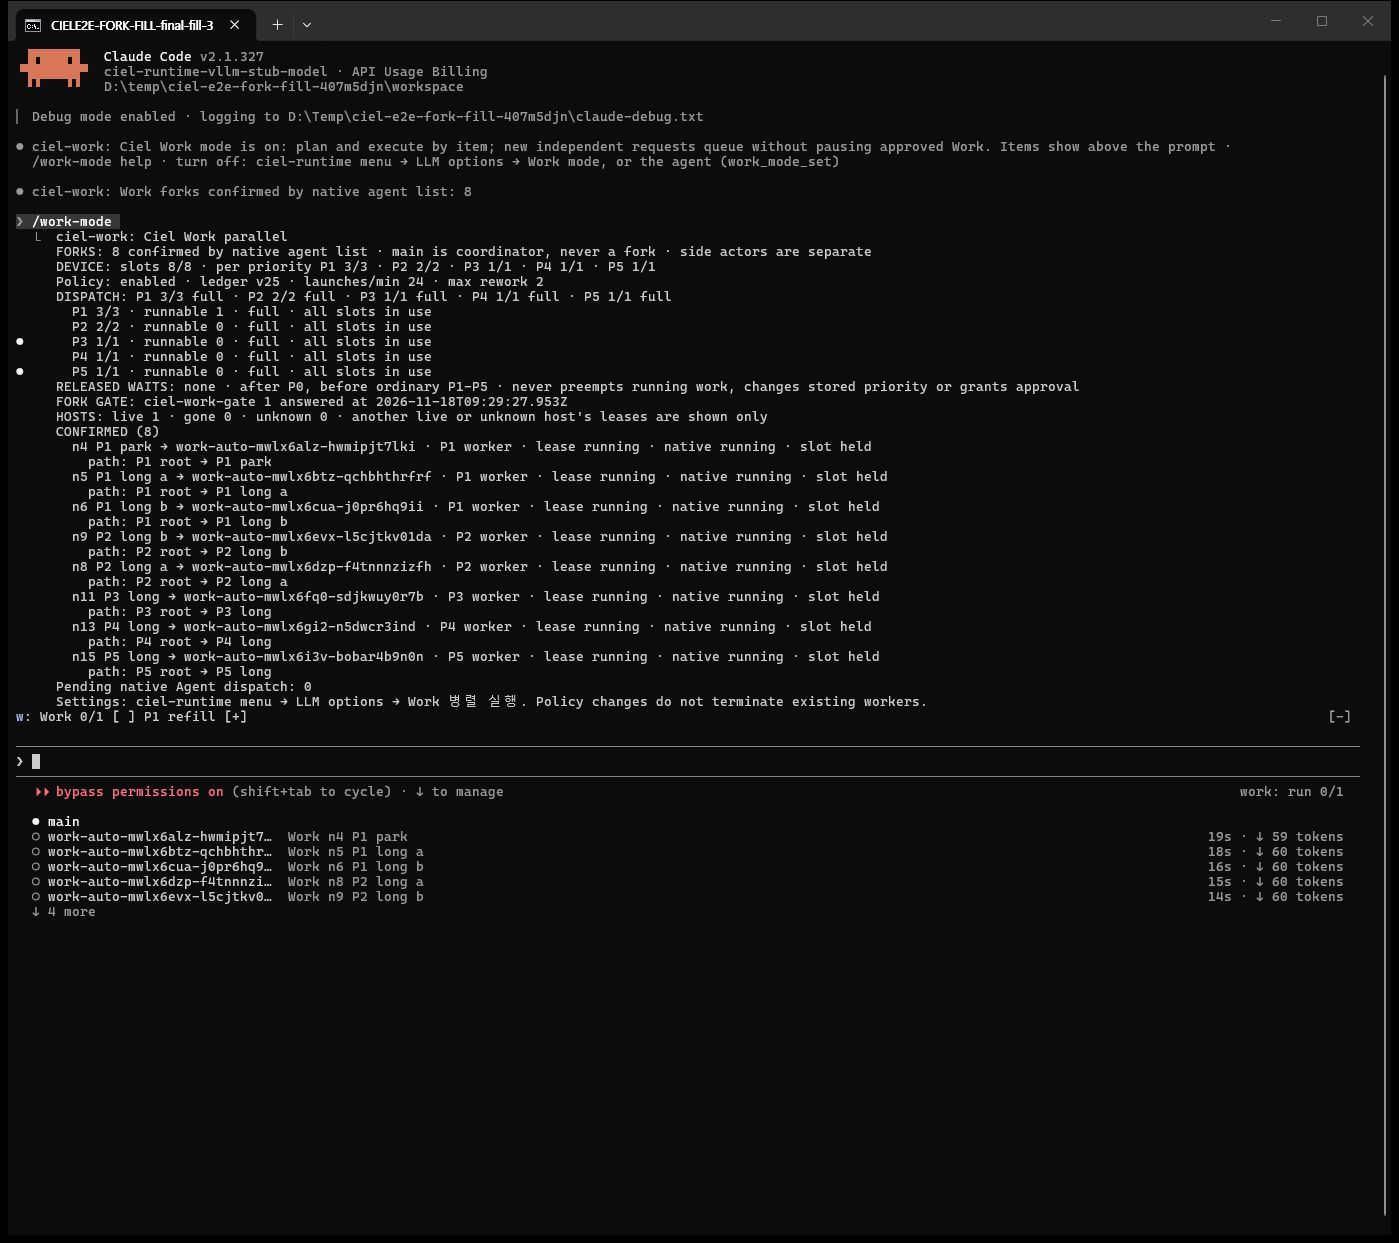 CIELE2E-FORK-FILL-final-fill-3
Claude Code v2.1.327
ciel-runtime-vllm-stub-model · API Usage Billing
D:\temp\ciel-e2e-fork-fill-407m5djn\workspace
Debug mode enabled · logging to D:\Temp\ciel-e2e-fork-fill-407m5djn\claude-debug.txt
● ciel-work: Ciel Work mode is on: plan and execute by item; new independent requests queue without pausing approved Work. Items show above the prompt ·
/work-mode help · turn off: ciel-runtime menu → LLM options → Work mode, or the agent (work_mode_set)
● ciel-work: Work forks confirmed by native agent list: 8
❯ /work-mode
└ ciel-work: Ciel Work parallel
FORKS: 8 confirmed by native agent list · main is coordinator, never a fork · side actors are separate
DEVICE: slots 8/8 · per priority P1 3/3 · P2 2/2 · P3 1/1 · P4 1/1 · P5 1/1
Policy: enabled · ledger v25 · launches/min 24 · max rework 2
DISPATCH: P1 3/3 full · P2 2/2 full · P3 1/1 full · P4 1/1 full · P5 1/1 full
P1 3/3 · runnable 1 · full · all slots in use
P2 2/2 · runnable 0 · full · all slots in use
● P3 1/1 · runnable 0 · full · all slots in use
P4 1/1 · runnable 0 · full · all slots in use
● P5 1/1 · runnable 0 · full · all slots in use
RELEASED WAITS: none · after P0, before ordinary P1-P5 · never preempts running work, changes stored priority or grants approval
FORK GATE: ciel-work-gate 1 answered at 2026-11-18T09:29:27.953Z
HOSTS: live 1 · gone 0 · unknown 0 · another live or unknown host's leases are shown only
CONFIRMED (8)
n4 P1 park → work-auto-mwlx6alz-hwmipjt7lki · P1 worker · lease running · native running · slot held
path: P1 root → P1 park
n5 P1 long a → work-auto-mwlx6btz-qchbhthrfrf · P1 worker · lease running · native running · slot held
path: P1 root → P1 long a
n6 P1 long b → work-auto-mwlx6cua-j0pr6hq9ii · P1 worker · lease running · native running · slot held
path: P1 root → P1 long b
n9 P2 long b → work-auto-mwlx6evx-l5cjtkv01da · P2 worker · lease running · native running · slot held
path: P2 root → P2 long b
n8 P2 long a → work-auto-mwlx6dzp-f4tnnnzizfh · P2 worker · lease running · native running · slot held
path: P2 root → P2 long a
n11 P3 long → work-auto-mwlx6fq0-sdjkwuy0r7b · P3 worker · lease running · native running · slot held
path: P3 root → P3 long
n13 P4 long → work-auto-mwlx6gi2-n5dwcr3ind · P4 worker · lease running · native running · slot held
path: P4 root → P4 long
n15 P5 long → work-auto-mwlx6i3v-bobar4b9n0n · P5 worker · lease running · native running · slot held
path: P5 root → P5 long
Pending native Agent dispatch: 0
Settings: ciel-runtime menu → LLM options → Work 병렬 실행. Policy changes do not terminate existing workers.
w: Work 0/1 [ ] P1 refill [+] [-]
❯
▸▸ bypass permissions on (shift+tab to cycle) · ↓ to manage work: run 0/1
● main
○ work-auto-mwlx6alz-hwmipjt7… Work n4 P1 park 19s · ↓ 59 tokens
○ work-auto-mwlx6btz-qchbhthr… Work n5 P1 long a 18s · ↓ 60 tokens
○ work-auto-mwlx6cua-j0pr6hq9… Work n6 P1 long b 16s · ↓ 60 tokens
○ work-auto-mwlx6dzp-f4tnnnzi… Work n8 P2 long a 15s · ↓ 60 tokens
○ work-auto-mwlx6evx-l5cjtkv0… Work n9 P2 long b 14s · ↓ 60 tokens
↓ 4 more